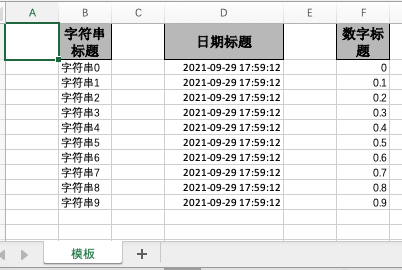 A B C D E F
字符串
标题 日期标题 数字标
题
字符串0 2021-09-29 17:59:12 0
字符串1 2021-09-29 17:59:12 0.1
字符串2 2021-09-29 17:59:12 0.2
字符串3 2021-09-29 17:59:12 0.3
字符串4 2021-09-29 17:59:12 0.4
字符串5 2021-09-29 17:59:12 0.5
字符串6 2021-09-29 17:59:12 0.6
字符串7 2021-09-29 17:59:12 0.7
字符串8 2021-09-29 17:59:12 0.8
字符串9 2021-09-29 17:59:12 0.9
模板 +